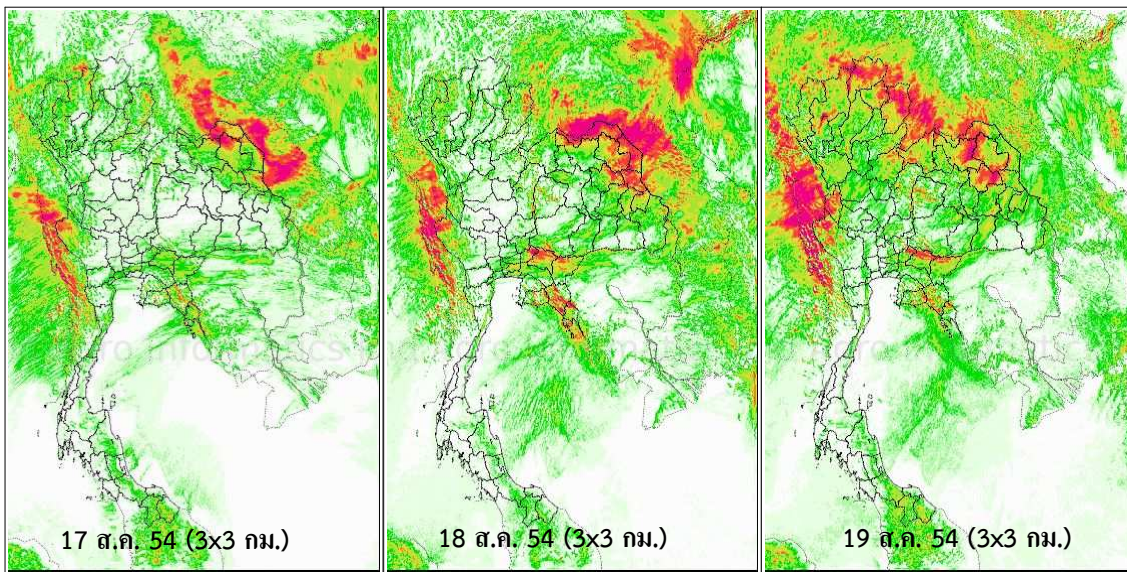 17 ส.ค. 54 (3x3 กม.)
18 ส.ค. 54 (3x3 กม.)
19 ส.ค. 54 (3x3 กม.)